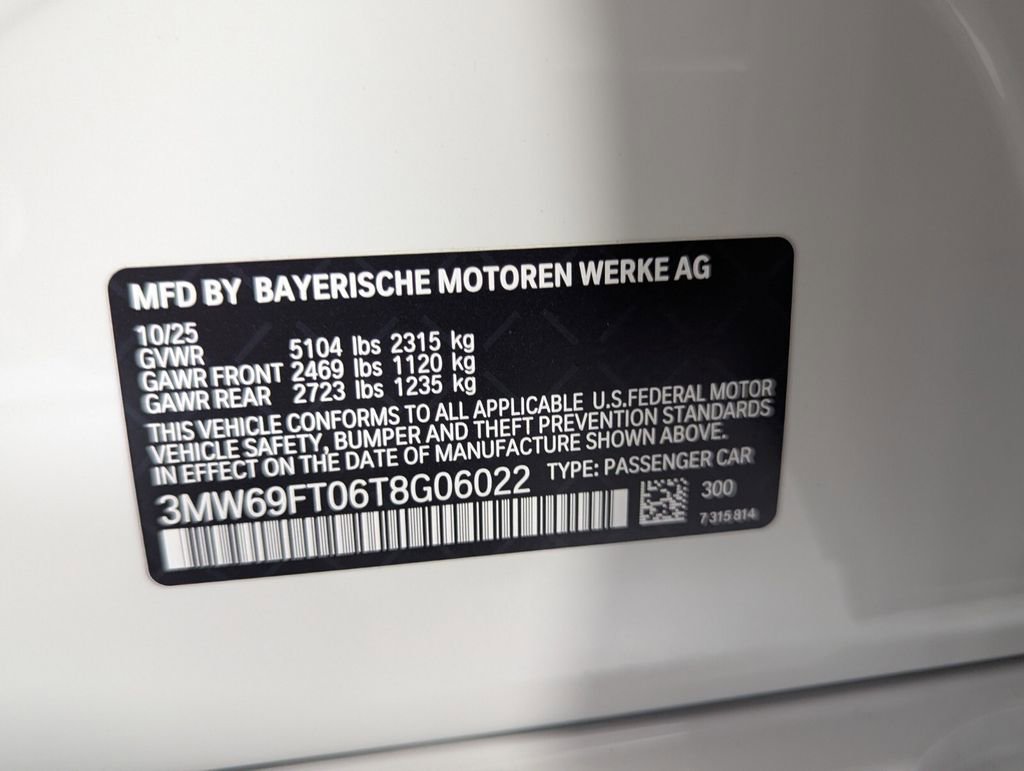 MFD BY BAYERISCHE MOTOREN WERKE AG
10/25
GVWR 5104 lbs 2315 kg
GAWR FRONT 2469 lbs 1120 kg
GAWR REAR 2723 lbs 1235 kg
THIS VEHICLE CONFORMS TO ALL APPLICABLE U.S.FEDERAL MOTOR
VEHICLE SAFETY, BUMPER AND THEFT PREVENTION STANDARDS
IN EFFECT ON THE DATE OF MANUFACTURE SHOWN ABOVE.
3MW69FT06T8G06022 TYPE: PASSENGER CAR
300
7 315 814